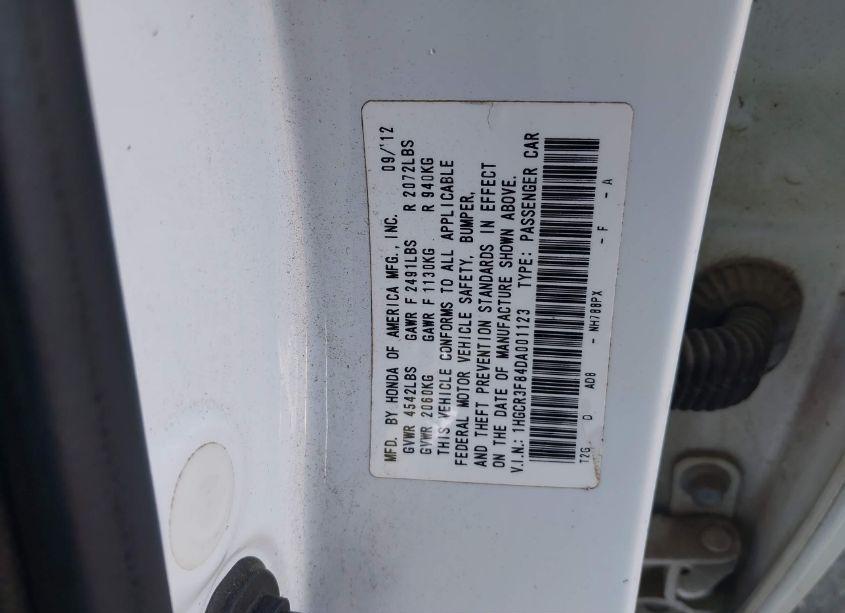 MFD. BY HONDA OF AMERICA MFG., INC. 09/'12
GVWR 4542LBS GAWR F 2491LBS R 2072LBS
GVWR 2060KG GAWR F 1130KG R 940KG
THIS VEHICLE CONFORMS TO ALL APPLICABLE
FEDERAL MOTOR VEHICLE SAFETY, BUMPER,
AND THEFT PREVENTION STANDARDS IN EFFECT
ON THE DATE OF MANUFACTURE SHOWN ABOVE.
V.I.N.: 1HGCR3F84DA001123 TYPE: PASSENGER CAR
T2G D AD8 - NH788PX - F - A